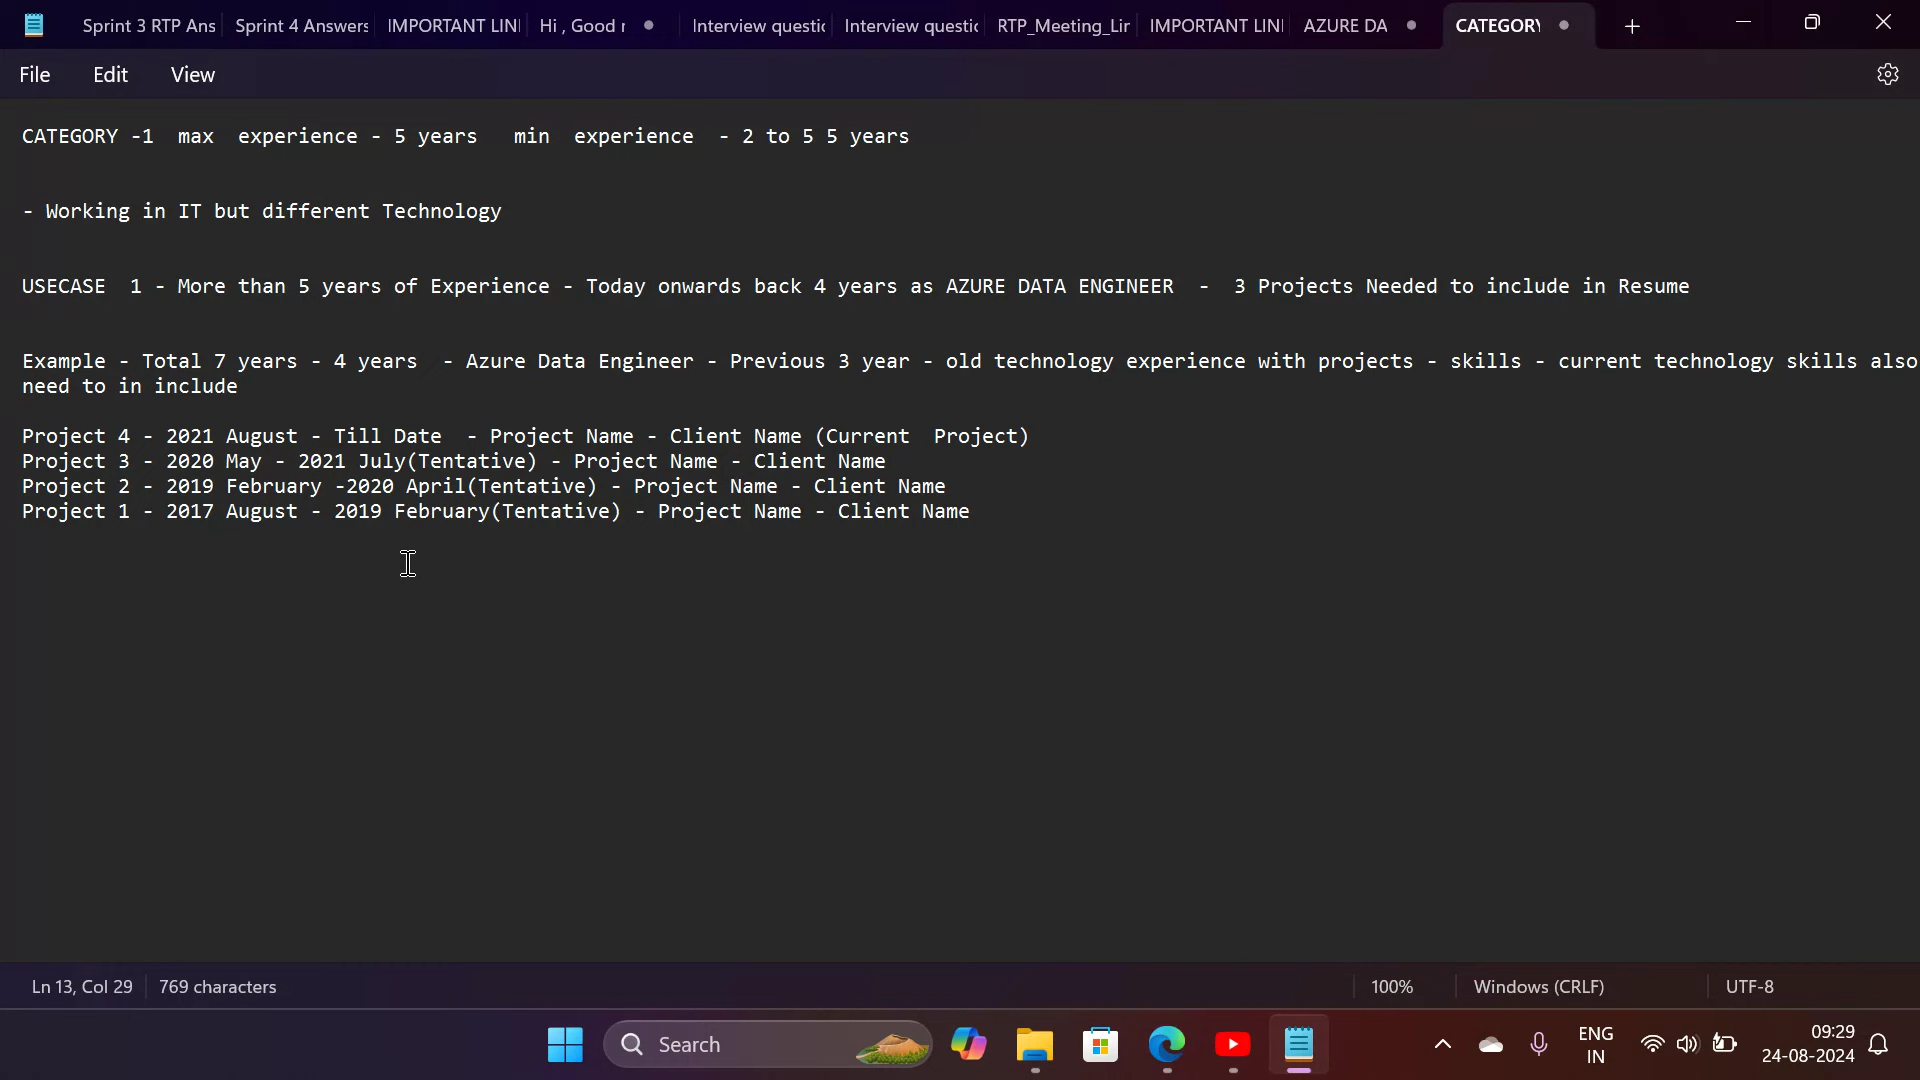 Sprint 3 RTP Ans Sprint 4 Answers IMPORTANT LINI Hi , Good r Interview questic Interview questic RTP_Meeting_Lir IMPORTANT LINI AZURE DA CATEGORY
File Edit View
CATEGORY -1  max  experience - 5 years   min  experience  - 2 to 5 5 years
- Working in IT but different Technology
USECASE  1 - More than 5 years of Experience - Today onwards back 4 years as AZURE DATA ENGINEER  -  3 Projects Needed to include in Resume
Example - Total 7 years - 4 years  - Azure Data Engineer - Previous 3 year - old technology experience with projects - skills - current technology skills also
need to in include
Project 4 - 2021 August - Till Date  - Project Name - Client Name (Current  Project)
Project 3 - 2020 May - 2021 July(Tentative) - Project Name - Client Name
Project 2 - 2019 February -2020 April(Tentative) - Project Name - Client Name
Project 1 - 2017 August - 2019 February(Tentative) - Project Name - Client Name
Ln 13, Col 29 769 characters 100% Windows (CRLF) UTF-8
Search ENG 09:29
IN 24-08-2024